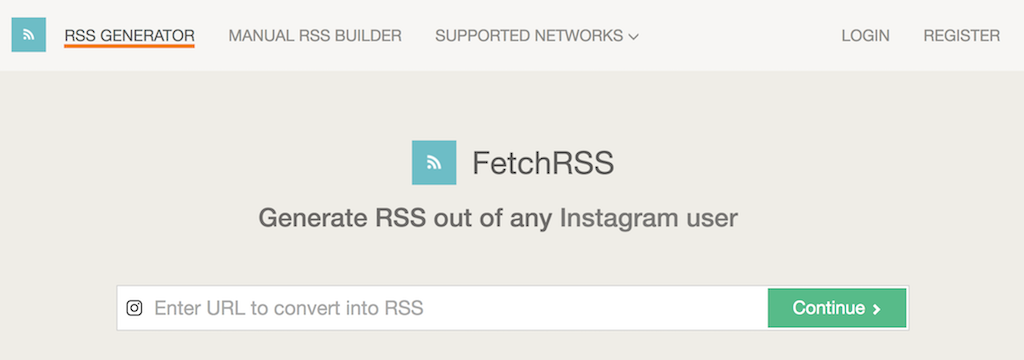 RSS GENERATOR MANUAL RSS BUILDER SUPPORTED NETWORKS LOGIN REGISTER
FetchRSS
Generate RSS out of any Instagram user
Enter URL to convert into RSS Continue